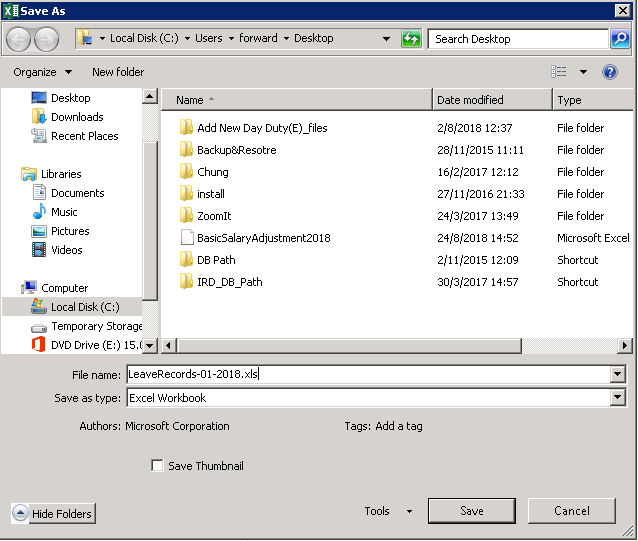 Save As
Local Disk (C:) Users forward Desktop Search Desktop
Organize New folder
Desktop
Downloads
Recent Places
Libraries
Documents
Music
Pictures
Videos
Computer
Local Disk (C:)
Temporary Storage
DVD Drive (E:) 15.0
Name Date modified Type
Add New Day Duty(E)_files 2/8/2018 12:37 File folder
Backup&Resotre 28/11/2015 11:11 File folder
Chung 16/2/2017 12:12 File folder
install 27/11/2016 21:33 File folder
ZoomIt 24/3/2017 13:49 File folder
BasicSalaryAdjustment2018 24/8/2018 14:52 Microsoft Excel
DB Path 2/11/2015 12:09 Shortcut
IRD_DB_Path 30/3/2017 14:57 Shortcut
File name: LeaveRecords-01-2018.xls
Save as type: Excel Workbook
Authors: Microsoft Corporation Tags: Add a tag
Save Thumbnail
Hide Folders Tools Save Cancel